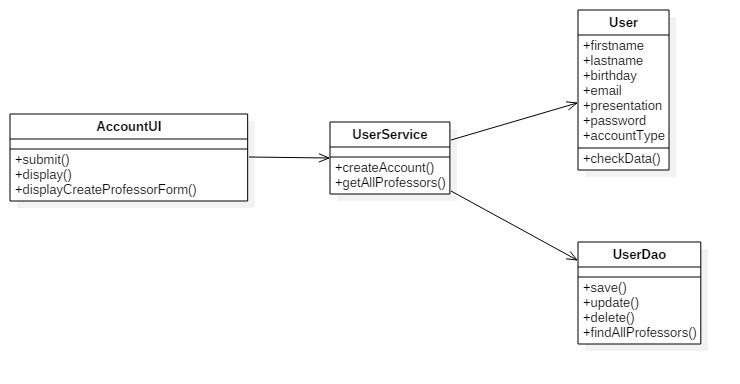 AccountUI
+submit()
+display()
+displayCreateProfessorForm()
UserService
+createAccount()
+getAllProfessors()
User
+firstname
+lastname
+birthday
+email
+presentation
+password
+accountType
+checkData()
UserDao
+save()
+update()
+delete()
+findAllProfessors()